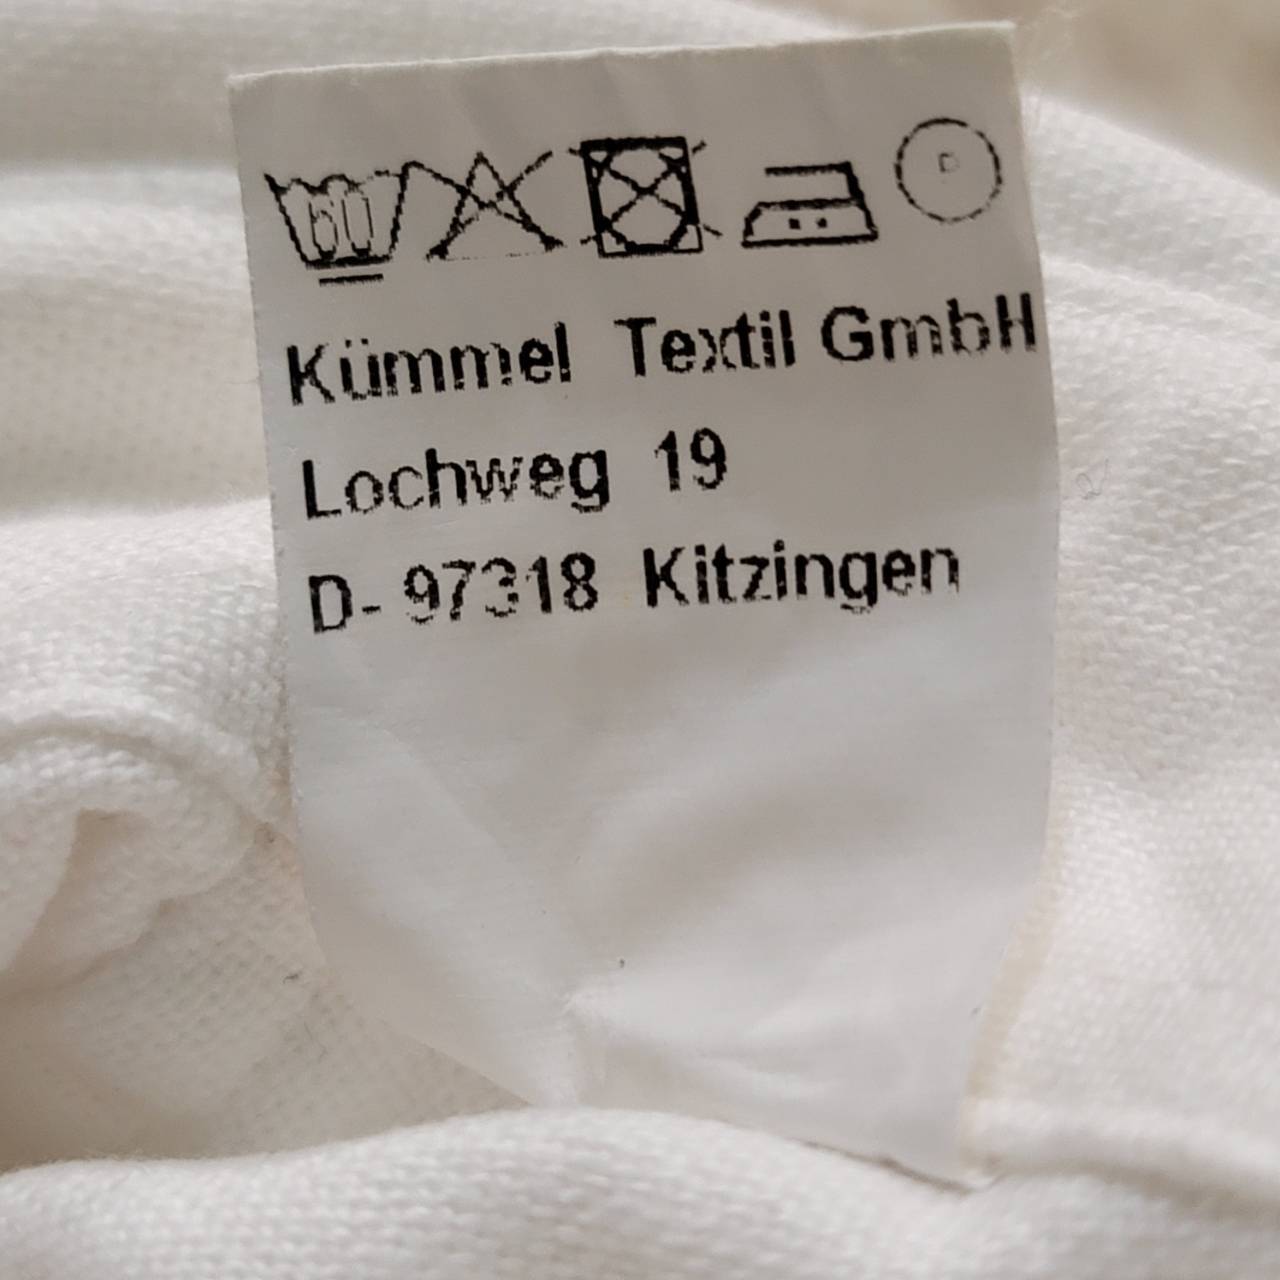 60
P
Kümmel Textil GmbH
Lochweg 19
D- 97318 Kitzingen